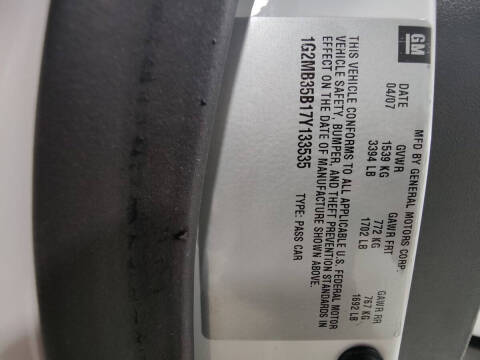 GM
MFD BY GENERAL MOTORS CORP.
DATE GVWR GAWR FRT GAWR RR
04/07 1539 KG 772 KG 767 KG
3394 LB 1702 LB 1692 LB
THIS VEHICLE CONFORMS TO ALL APPLICABLE U.S. FEDERAL MOTOR
VEHICLE SAFETY, BUMPER, AND THEFT PREVENTION STANDARDS IN
EFFECT ON THE DATE OF MANUFACTURE SHOWN ABOVE.
1G2MB35B17Y133535 TYPE: PASS CAR